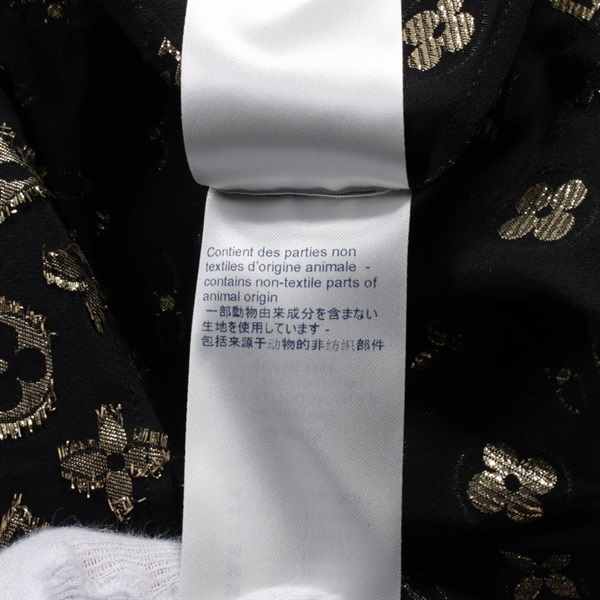 Contient des parties non
textiles d'origine animale -
contains non-textile parts of
animal origin
一部動物由来成分を含まない
生地を使用しています -
包括来源于动物的非纺织部件